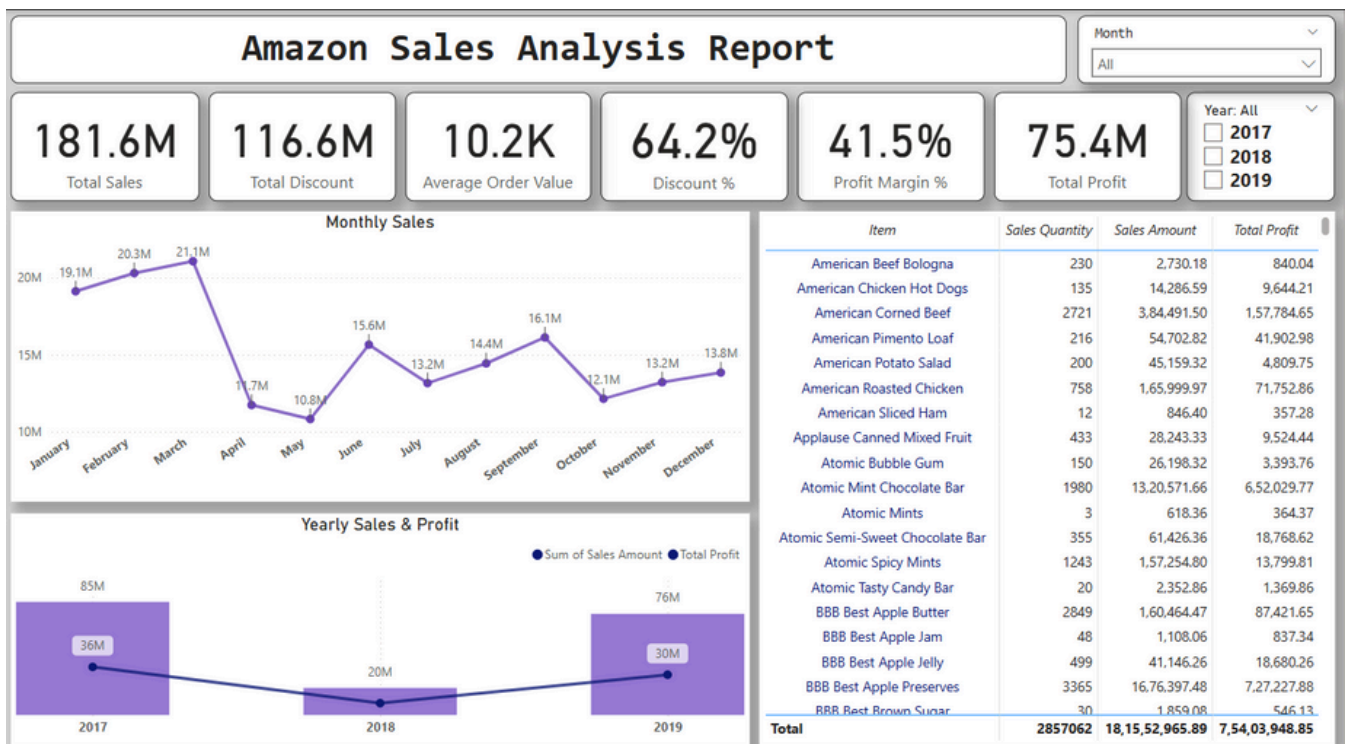 Amazon Sales Analysis Report
Month
All
181.6M
Total Sales
116.6M
Total Discount
10.2K
Average Order Value
64.2%
Discount %
41.5%
Profit Margin %
75.4M
Total Profit
Year: All
2017
2018
2019
Monthly Sales
20M
15M
10M
19.1M
20.3M
21.1M
11.7M
10.8M
15.6M
13.2M
14.4M
16.1M
12.1M
13.2M
13.8M
January
February
March
April
May
June
July
August
September
October
November
December
Yearly Sales & Profit
Sum of Sales Amount Total Profit
85M
36M
20M
76M
30M
2017
2018
2019
Item Sales Quantity Sales Amount Total Profit
American Beef Bologna 230 2,730.18 840.04
American Chicken Hot Dogs 135 14,286.59 9,644.21
American Corned Beef 2721 3,84,491.50 1,57,784.65
American Pimento Loaf 216 54,702.82 41,902.98
American Potato Salad 200 45,159.32 4,809.75
American Roasted Chicken 758 1,65,999.97 71,752.86
American Sliced Ham 12 846.40 357.28
Applause Canned Mixed Fruit 433 28,243.33 9,524.44
Atomic Bubble Gum 150 26,198.32 3,393.76
Atomic Mint Chocolate Bar 1980 13,20,571.66 6,52,029.77
Atomic Mints 3 618.36 364.37
Atomic Semi-Sweet Chocolate Bar 355 61,426.36 18,768.62
Atomic Spicy Mints 1243 1,57,254.80 13,799.81
Atomic Tasty Candy Bar 20 2,352.86 1,369.86
BBB Best Apple Butter 2849 1,60,464.47 87,421.65
BBB Best Apple Jam 48 1,108.06 837.34
BBB Best Apple Jelly 499 41,146.26 18,680.26
BBB Best Apple Preserves 3365 16,76,397.48 7,27,227.88
BBB Best Brown Sugar 30 1,859.08 546.13
Total 2857062 18,15,52,965.89 7,54,03,948.85